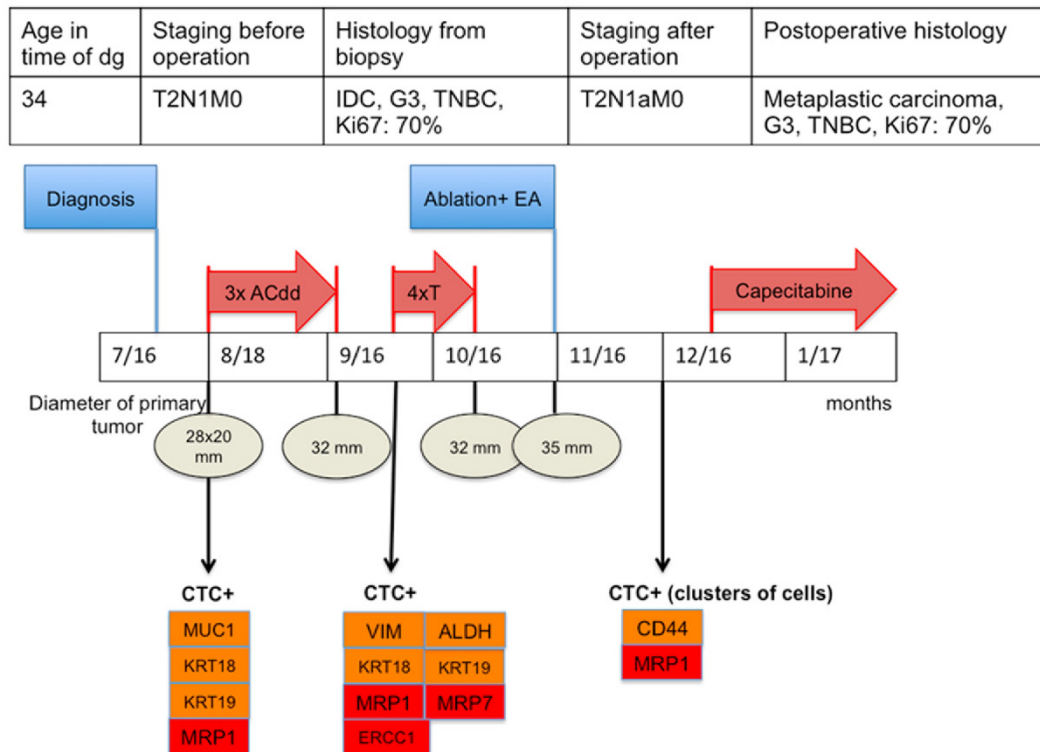 Age in time of dg
Staging before operation
Histology from biopsy
Staging after operation
Postoperative histology
34
T2N1M0
IDC, G3, TNBC, Ki67: 70%
T2N1aM0
Metaplastic carcinoma, G3, TNBC, Ki67: 70%
Diagnosis
Ablation+ EA
3x ACdd
4xT
Capecitabine
7/16
8/18
9/16
10/16
11/16
12/16
1/17
Diameter of primary tumor
months
28x20 mm
32 mm
32 mm
35 mm
CTC+
MUC1
KRT18
KRT19
MRP1
CTC+
VIM
ALDH
KRT18
KRT19
MRP1
MRP7
ERCC1
CTC+ (clusters of cells)
CD44
MRP1